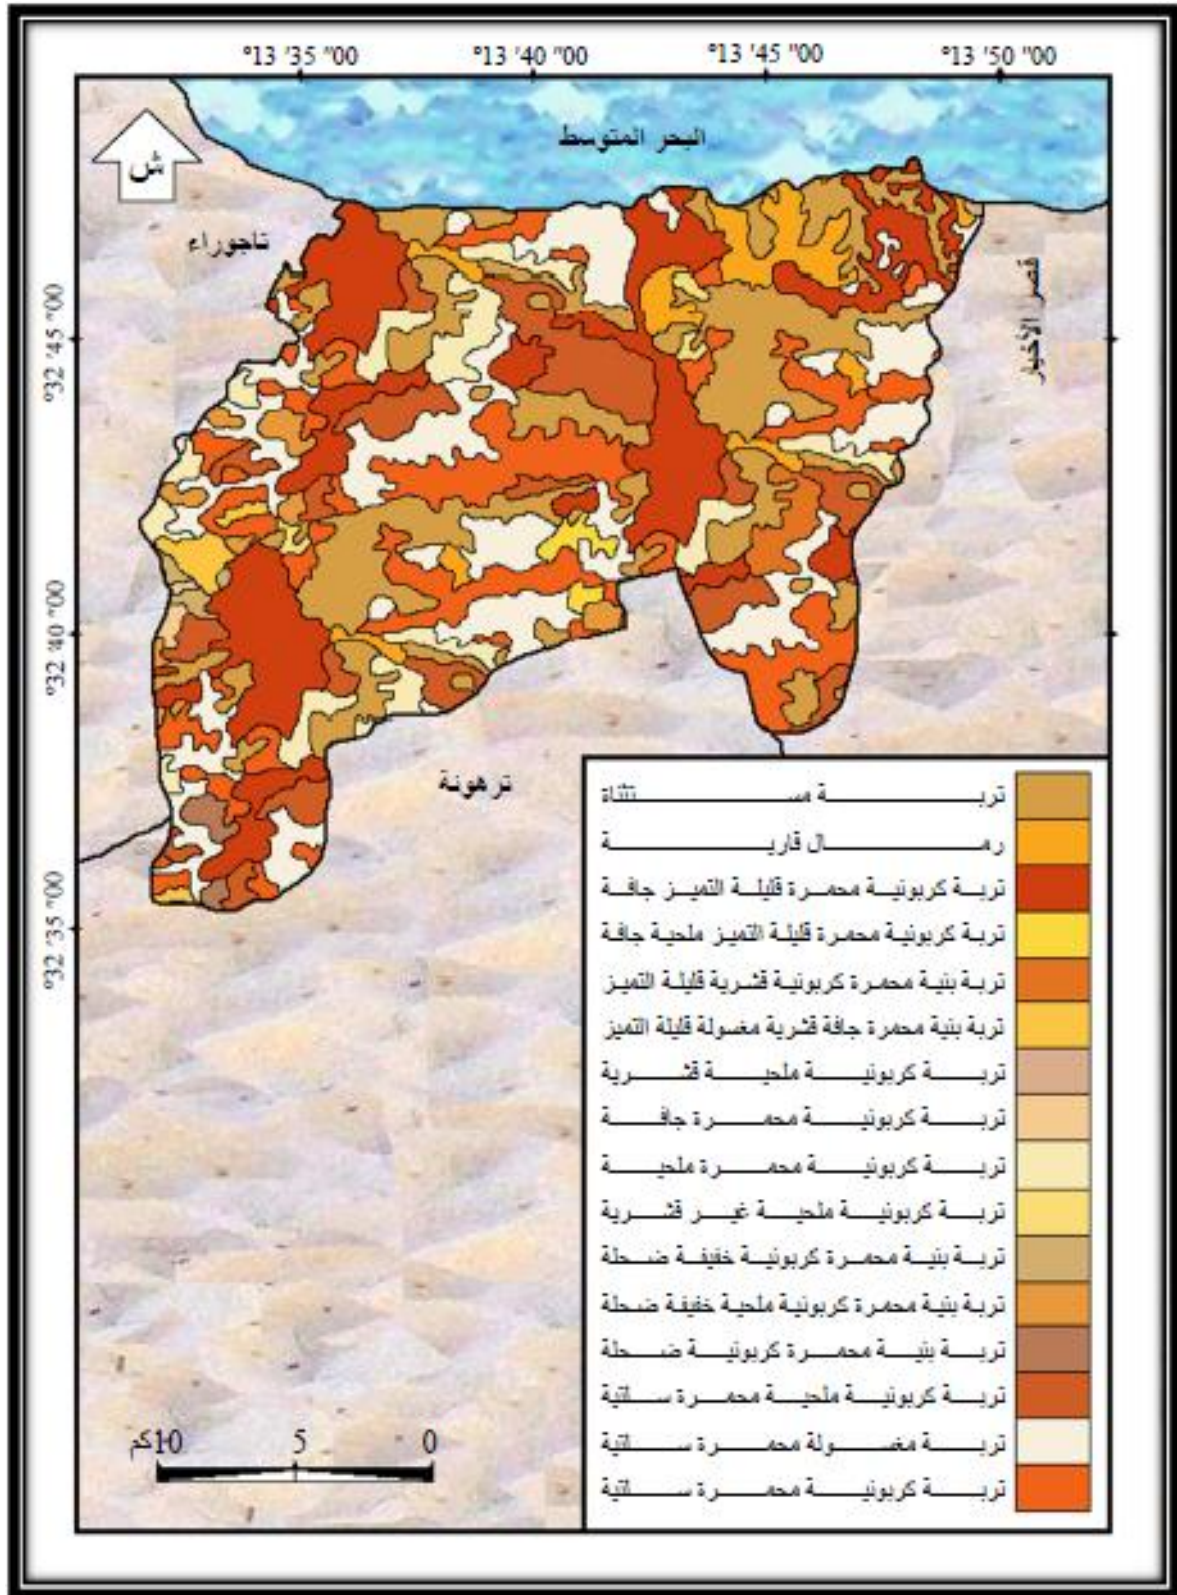 °13 '35 "00
°13 '40 "00
°13 '45 "00
°13 '50 "00
البحر المتوسط
ش
تاجوراء
قصر الأخيار
°32 '45 "00
°32 '40 "00
°32 '35 "00
ترهونة
تربة مستثناة
رمال قارية
تربة كربونية محمرة قليلة التميز جافة
تربة كربونية محمرة قليلة التميز ملحية جافة
تربة بنية محمرة كربونية قشرية قليلة التميز
تربة بنية محمرة جافة قشرية مغسولة قليلة التميز
تربة كربونية ملحية قشرية
تربة كربونية محمرة جافة
تربة كربونية محمرة ملحية
تربة كربونية ملحية غير قشرية
تربة بنية محمرة كربونية خفيفة ضحلة
تربة بنية محمرة كربونية ملحية خفيفة ضحلة
تربة بنية محمرة كربونية ضحلة
تربة كربونية ملحية محمرة سلتية
تربة مغسولة محمرة سلتية
تربة كربونية محمرة سلتية
0 5 10كم